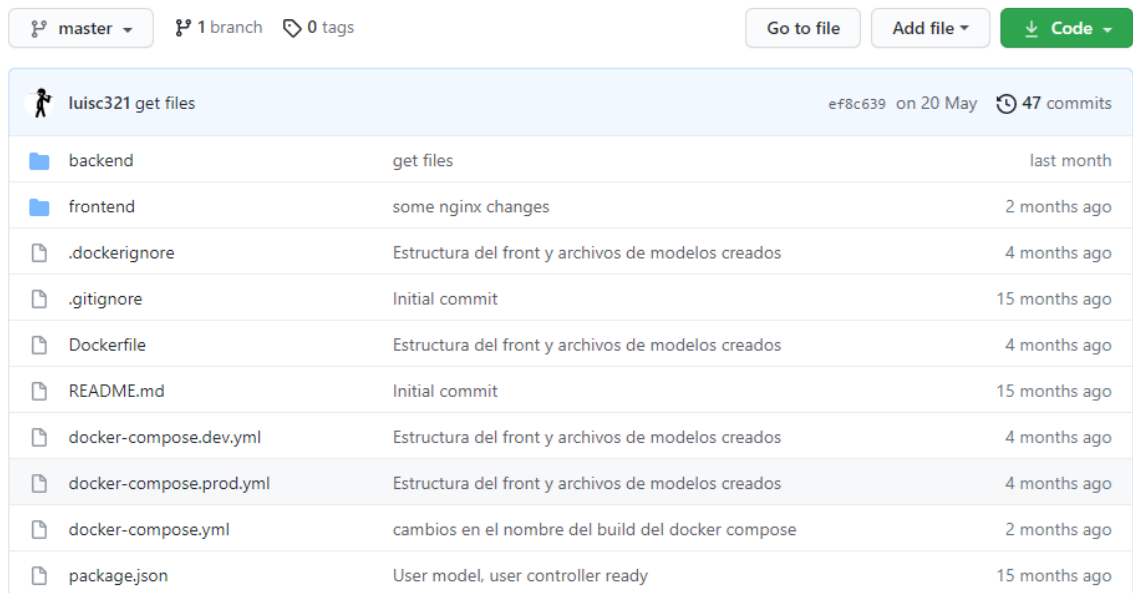 master 1 branch 0 tags Go to file Add file Code
luisc321 get files ef8c639 on 20 May 47 commits
backend get files last month
frontend some nginx changes 2 months ago
.dockerignore Estructura del front y archivos de modelos creados 4 months ago
.gitignore Initial commit 15 months ago
Dockerfile Estructura del front y archivos de modelos creados 4 months ago
README.md Initial commit 15 months ago
docker-compose.dev.yml Estructura del front y archivos de modelos creados 4 months ago
docker-compose.prod.yml Estructura del front y archivos de modelos creados 4 months ago
docker-compose.yml cambios en el nombre del build del docker compose 2 months ago
package.json User model, user controller ready 15 months ago